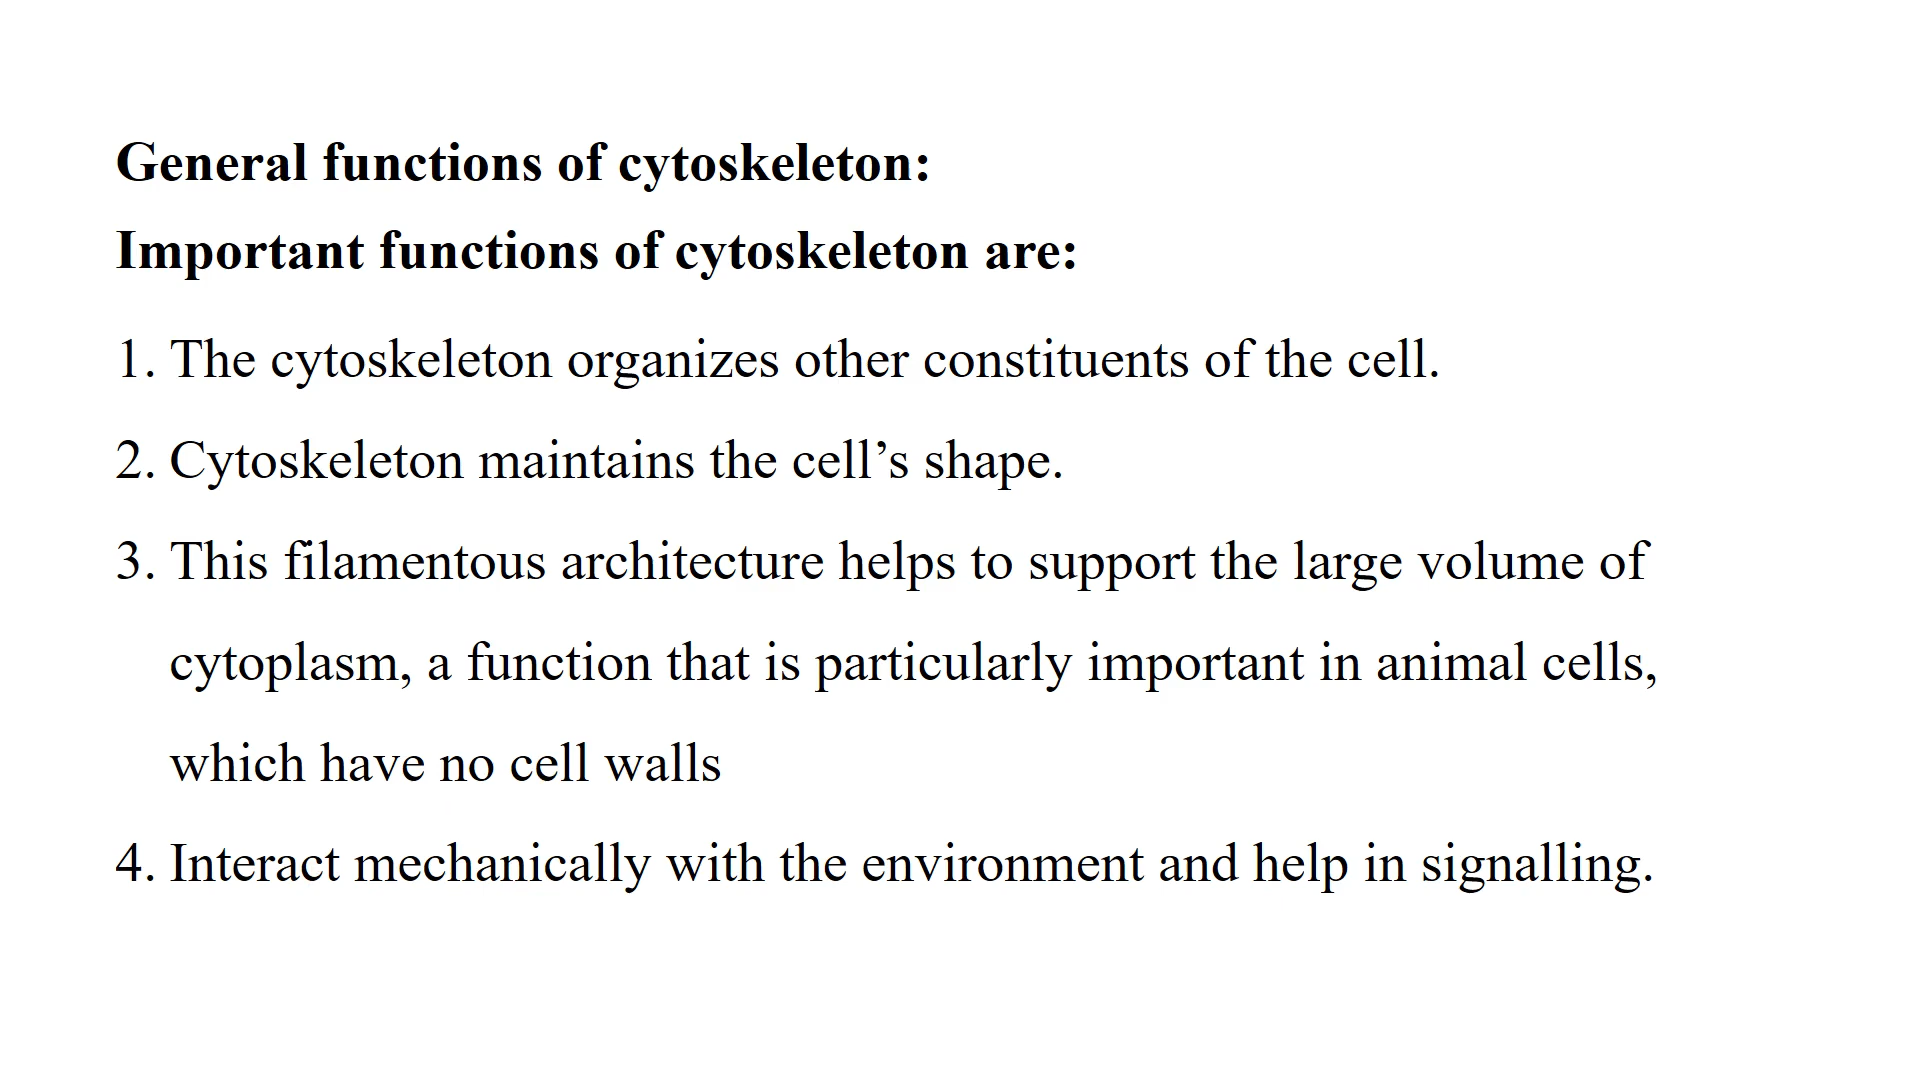 General functions of cytoskeleton:
Important functions of cytoskeleton are:
1. The cytoskeleton organizes other constituents of the cell.
2. Cytoskeleton maintains the cell’s shape.
3. This filamentous architecture helps to support the large volume of
cytoplasm, a function that is particularly important in animal cells,
which have no cell walls
4. Interact mechanically with the environment and help in signalling.